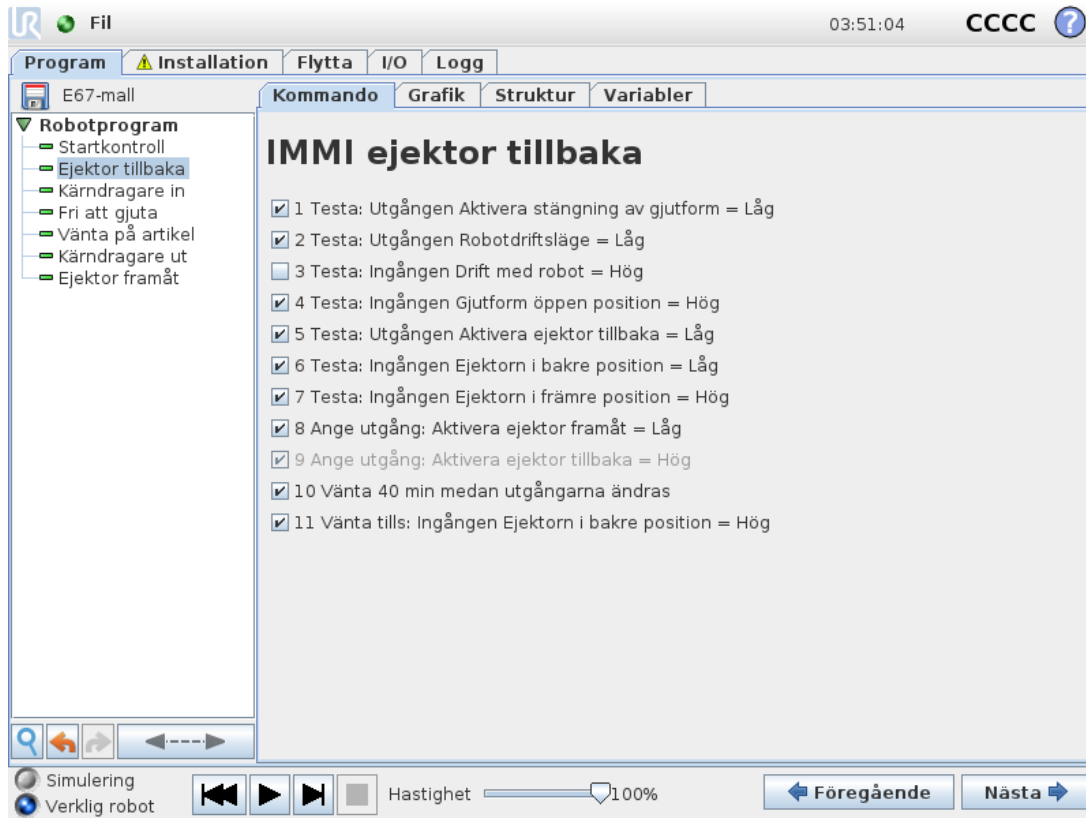 UR Fil 03:51:04 CCCC ?
Program Installation Flytta I/O Logg
E67-mall
Kommando Grafik Struktur Variabler
Robotprogram
Startkontroll
Ejektor tillbaka
Kärndragare in
Fri att gjuta
Vänta på artikel
Kärndragare ut
Ejektor framåt
IMMI ejektor tillbaka
1 Testa: Utgången Aktivera stängning av gjutform = Låg
2 Testa: Utgången Robotdriftsläge = Låg
3 Testa: Ingången Drift med robot = Hög
4 Testa: Ingången Gjutform öppen position = Hög
5 Testa: Utgången Aktivera ejektor tillbaka = Låg
6 Testa: Ingången Ejektorn i bakre position = Låg
7 Testa: Ingången Ejektorn i främre position = Hög
8 Ange utgång: Aktivera ejektor framåt = Låg
9 Ange utgång: Aktivera ejektor tillbaka = Hög
10 Vänta 40 min medan utgångarna ändras
11 Vänta tills: Ingången Ejektorn i bakre position = Hög
Simulering
Verklig robot
Hastighet 100%
Föregående Nästa